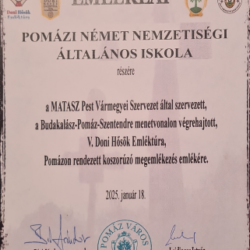 EMLÉKLAP
POMÁZI NÉMET NEMZETISÉGI
ÁLTALÁNOS ISKOLA
részére
a MATASZ Pest Vármegyei Szervezet által szervezett,
a Budakalász-Pomáz-Szentendre menetvonalon végrehajtott,
V. Doni Hősök Emléktúra,
Pomázon rendezett koszorúzó megemlékezés emlékére.
2025. január 18.
POMÁZ VÁROS